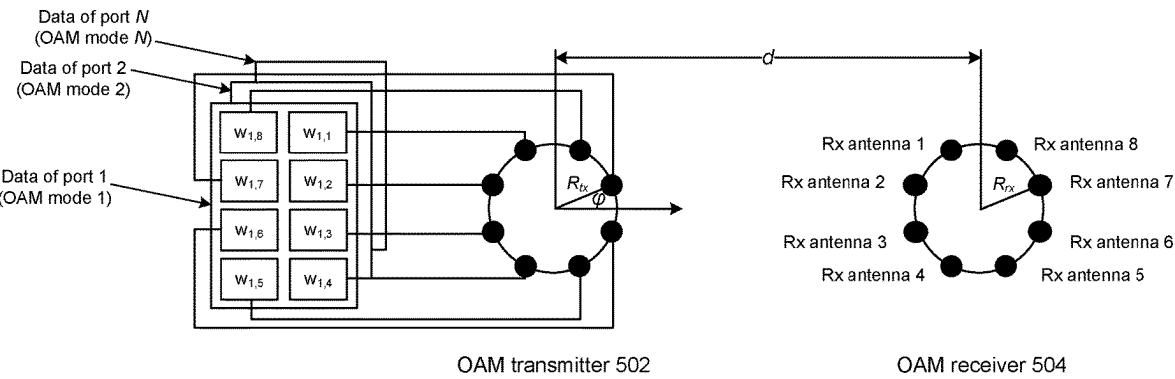 Data of port N
(OAM mode N)
Data of port 2
(OAM mode 2)
Data of port 1
(OAM mode 1)
w1,8
w1,1
w1,7
w1,2
w1,6
w1,3
w1,5
w1,4
Rtx
φ
d
Rx antenna 1
Rx antenna 8
Rx antenna 2
Rrx
Rx antenna 7
Rx antenna 3
Rx antenna 6
Rx antenna 4
Rx antenna 5
OAM transmitter 502
OAM receiver 504